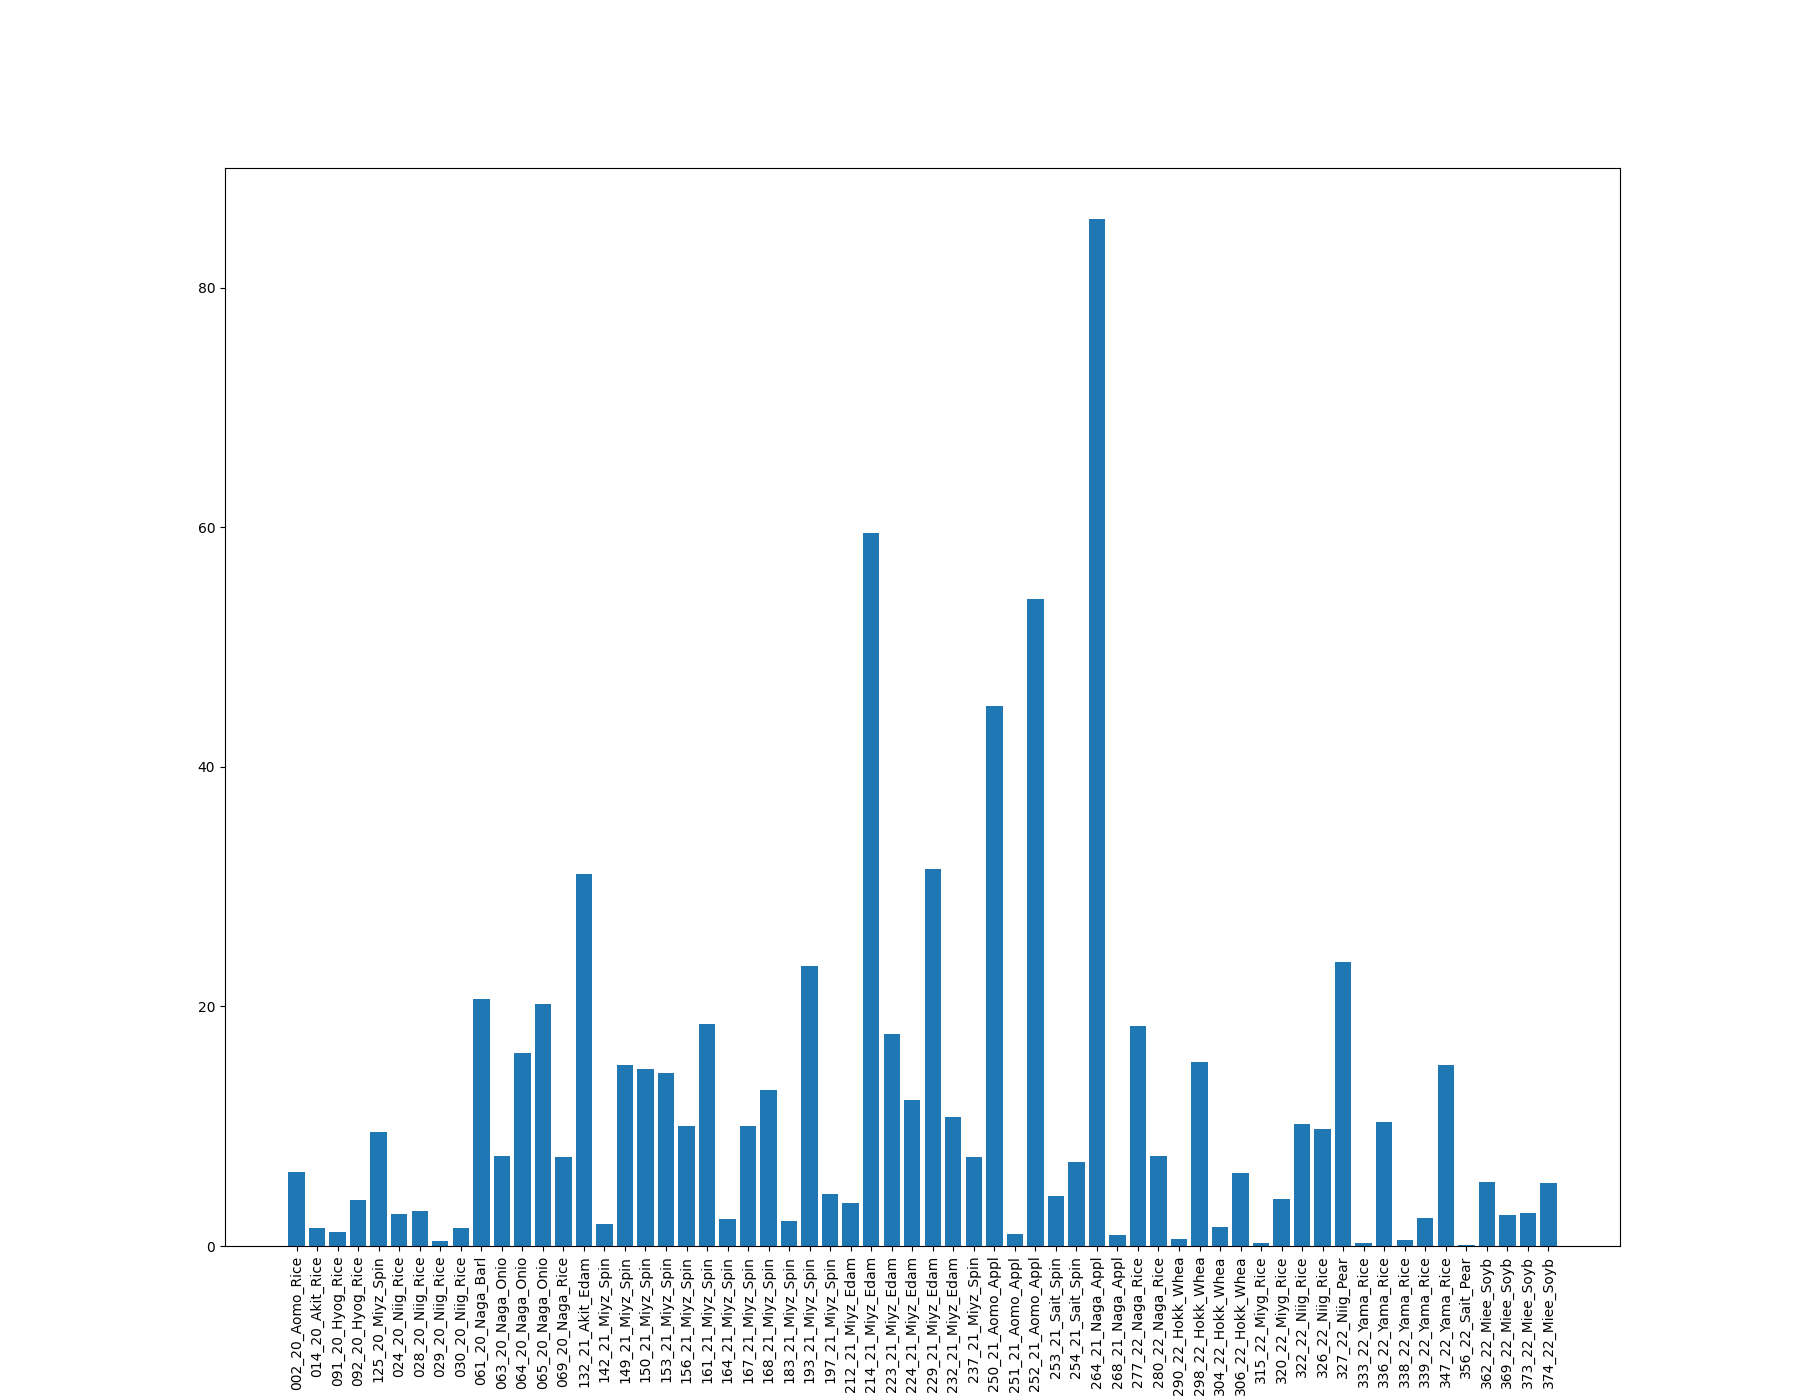 80
60
40
20
0
002_20_Aomo_Rice
014_20_Akit_Rice
091_20_Hyog_Rice
092_20_Hyog_Rice
125_20_Miyz_Spin
024_20_Niig_Rice
028_20_Niig_Rice
029_20_Niig_Rice
030_20_Niig_Rice
061_20_Naga_Barl
063_20_Naga_Onio
064_20_Naga_Onio
065_20_Naga_Onio
069_20_Naga_Rice
132_21_Akit_Edam
142_21_Miyz_Spin
149_21_Miyz_Spin
150_21_Miyz_Spin
153_21_Miyz_Spin
156_21_Miyz_Spin
161_21_Miyz_Spin
164_21_Miyz_Spin
167_21_Miyz_Spin
168_21_Miyz_Spin
183_21_Miyz_Spin
193_21_Miyz_Spin
197_21_Miyz_Spin
212_21_Miyz_Edam
214_21_Miyz_Edam
223_21_Miyz_Edam
224_21_Miyz_Edam
229_21_Miyz_Edam
232_21_Miyz_Edam
237_21_Miyz_Spin
250_21_Aomo_Appl
251_21_Aomo_Appl
252_21_Aomo_Appl
253_21_Sait_Spin
254_21_Sait_Spin
264_21_Naga_Appl
268_21_Naga_Appl
277_22_Naga_Rice
280_22_Naga_Rice
290_22_Hokk_Whea
298_22_Hokk_Whea
304_22_Hokk_Whea
306_22_Hokk_Whea
315_22_Miyg_Rice
320_22_Miyg_Rice
322_22_Niig_Rice
326_22_Niig_Rice
327_22_Niig_Pear
333_22_Yama_Rice
336_22_Yama_Rice
338_22_Yama_Rice
339_22_Yama_Rice
347_22_Yama_Rice
356_22_Sait_Pear
362_22_Miee_Soyb
369_22_Miee_Soyb
373_22_Miee_Soyb
374_22_Miee_Soyb